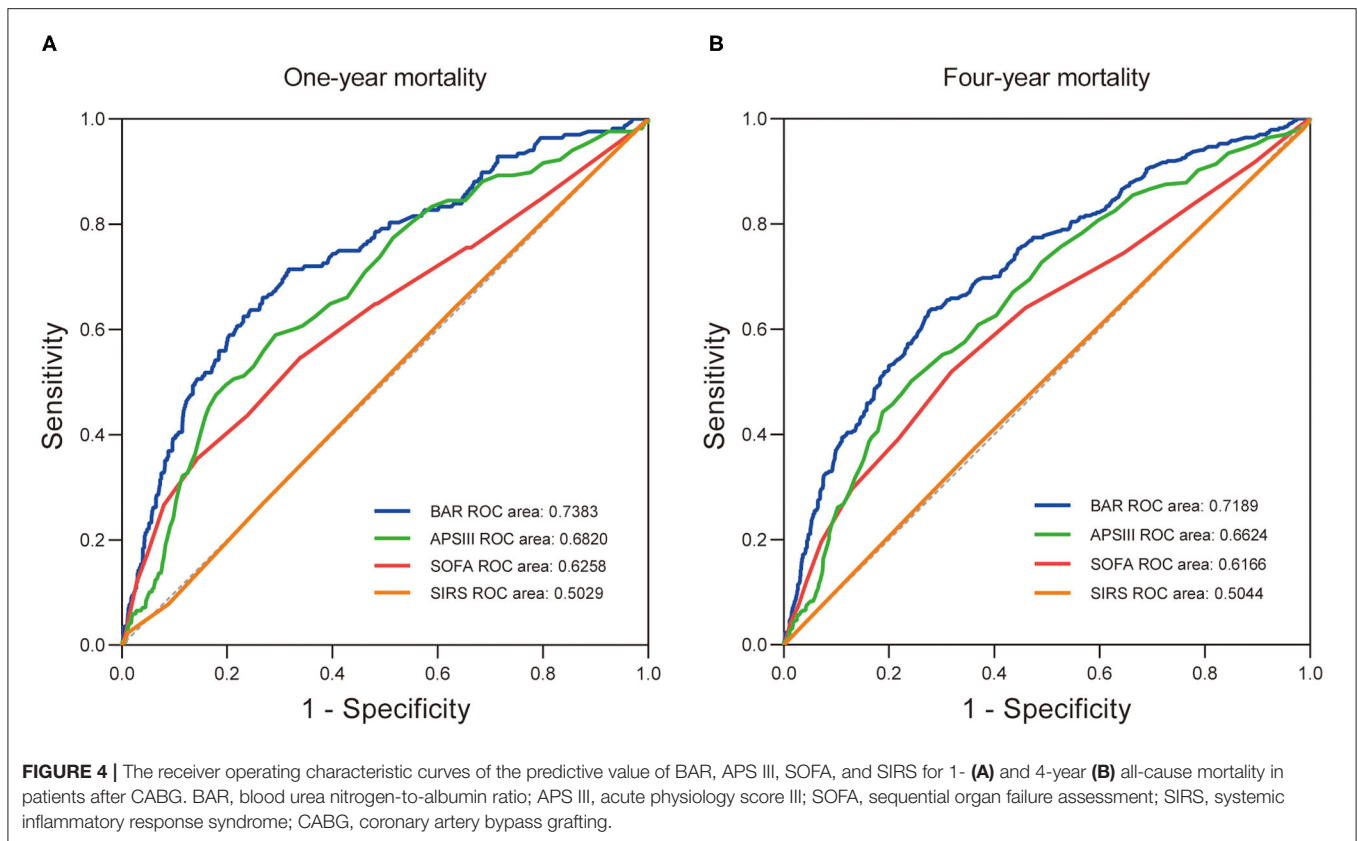 A
One-year mortality
1.0
0.8
0.6
0.4
0.2
0.0
Sensitivity
BAR ROC area: 0.7383
APSIII ROC area: 0.6820
SOFA ROC area: 0.6258
SIRS ROC area: 0.5029
0.0 0.2 0.4 0.6 0.8 1.0
1 - Specificity
B
Four-year mortality
1.0
0.8
0.6
0.4
0.2
0.0
Sensitivity
BAR ROC area: 0.7189
APSIII ROC area: 0.6624
SOFA ROC area: 0.6166
SIRS ROC area: 0.5044
0.0 0.2 0.4 0.6 0.8 1.0
1 - Specificity
FIGURE 4 | The receiver operating characteristic curves of the predictive value of BAR, APS III, SOFA, and SIRS for 1- (A) and 4-year (B) all-cause mortality in
patients after CABG. BAR, blood urea nitrogen-to-albumin ratio; APS III, acute physiology score III; SOFA, sequential organ failure assessment; SIRS, systemic
inflammatory response syndrome; CABG, coronary artery bypass grafting.